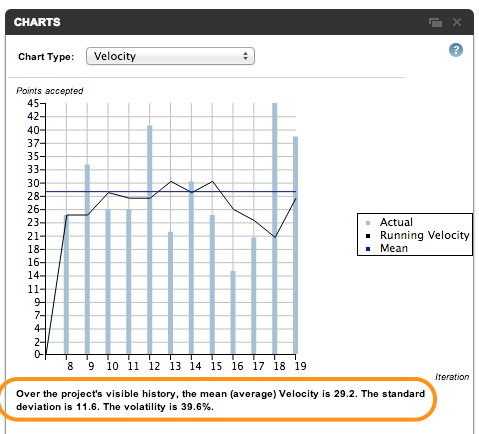 CHARTS
Chart Type: Velocity
?
Points accepted
45
42
40
37
35
33
30
28
26
23
21
18
16
14
11
9
7
4
2
0
8 9 10 11 12 13 14 15 16 17 18 19
Actual
Running Velocity
Mean
Iteration
Over the project's visible history, the mean (average) Velocity is 29.2. The standard
deviation is 11.6. The volatility is 39.6%.